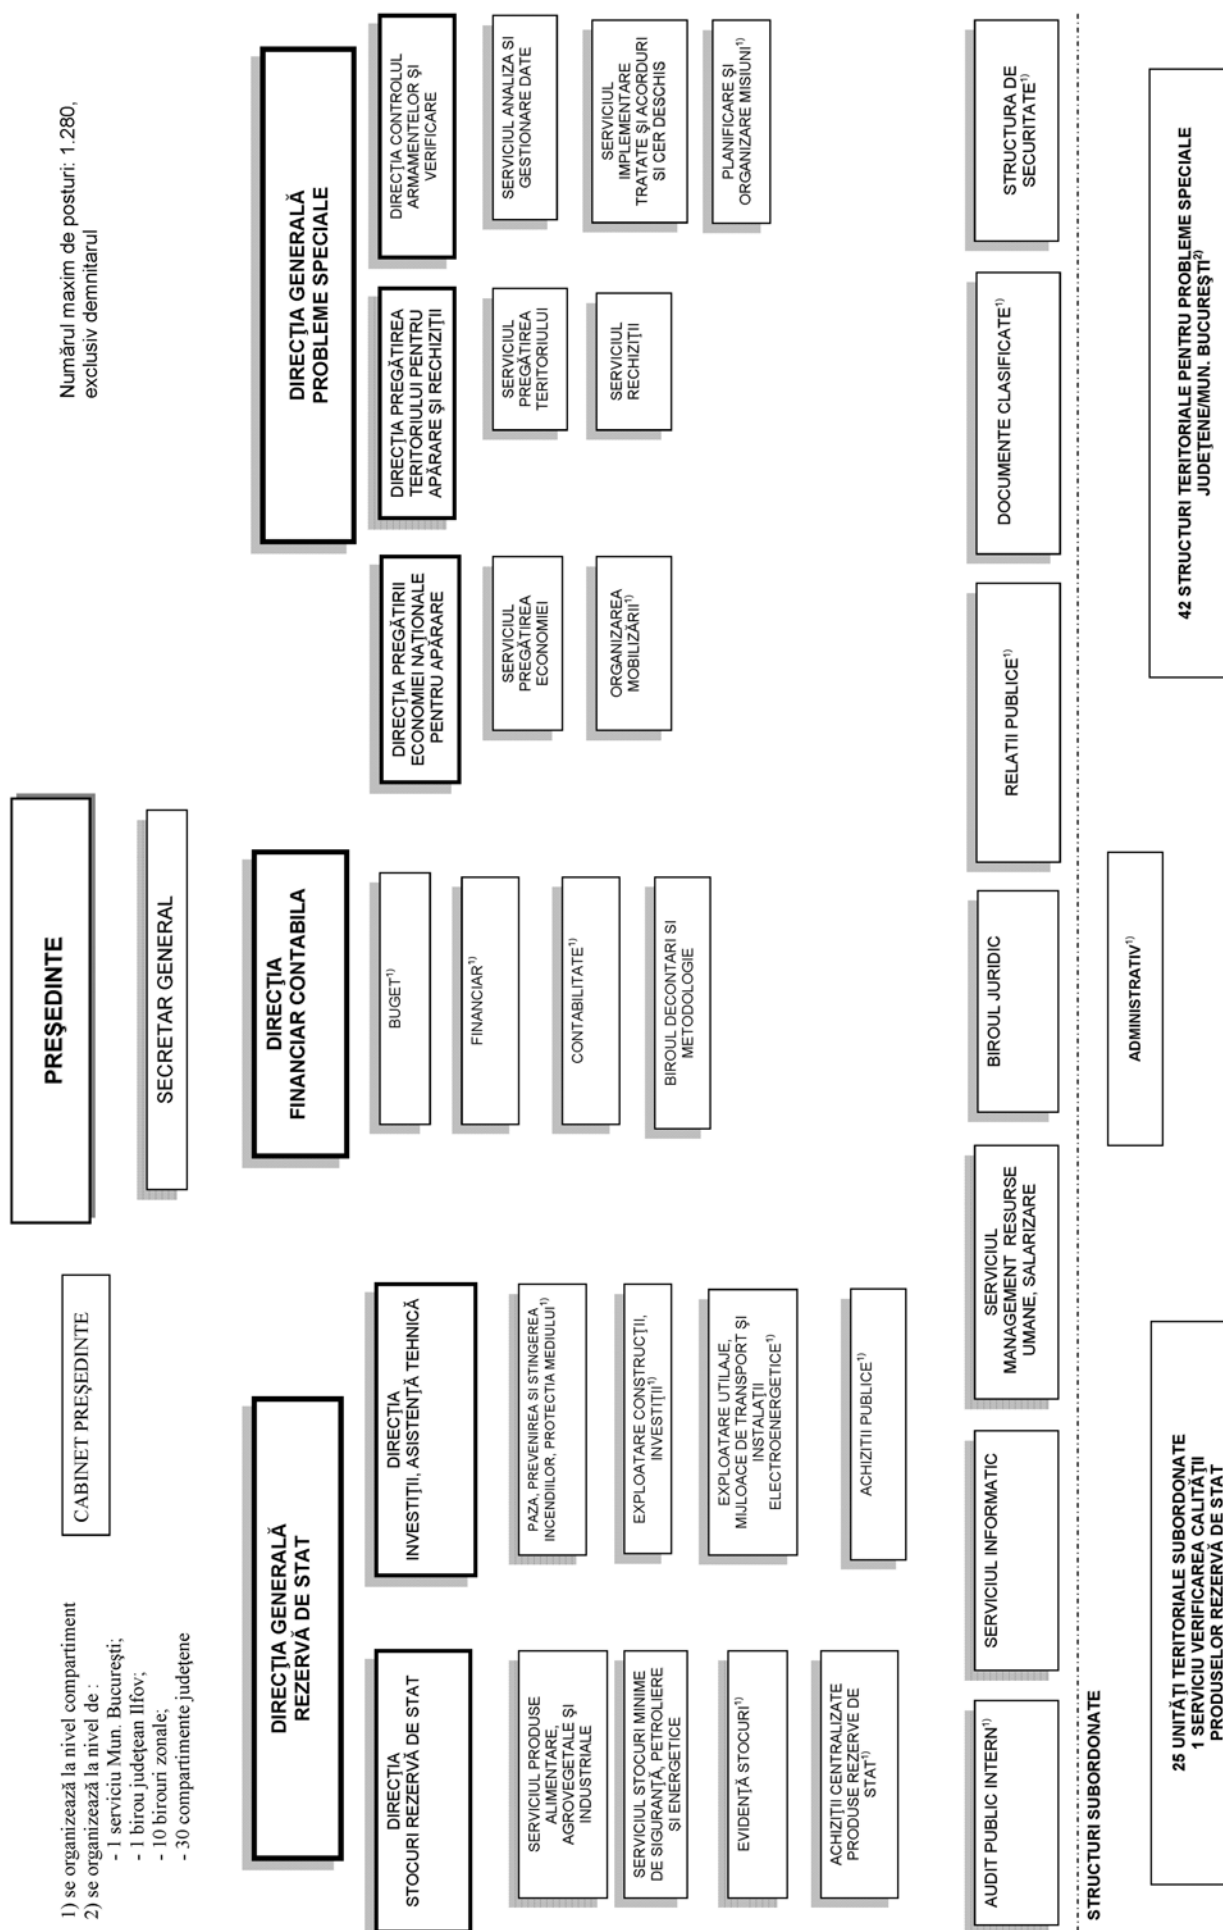 1) se organizează la nivel compartiment
2) se organizează la nivel de :
- 1 serviciu Mun. București;
- 1 birou județean Ilfov;
- 10 birouri zonale;
- 30 compartimente județene
CABINET PREȘEDINTE
PREŞEDINTE
SECRETAR GENERAL
Numărul maxim de posturi: 1.280,
exclusiv demnitarul
DIRECŢIA GENERALĂ
REZERVĂ DE STAT
DIRECŢIA
FINANCIAR CONTABILA
DIRECŢIA GENERALĂ
PROBLEME SPECIALE
DIRECŢIA
STOCURI REZERVĂ DE STAT
SERVICIUL PRODUSE
ALIMENTARE,
AGROVEGETALE ŞI
INDUSTRIALE
SERVICIUL STOCURI MINIME
DE SIGURANŢĂ, PETROLIERE
SI ENERGETICE
EVIDENŢĂ STOCURI1)
ACHIZIŢII CENTRALIZATE
PRODUSE REZERVE DE
STAT1)
DIRECŢIA
INVESTIŢII, ASISTENŢĂ TEHNICĂ
PAZA, PREVENIREA SI STINGEREA
INCENDIILOR, PROTECTIA MEDIULUI1)
EXPLOATARE CONSTRUCŢII,
INVESTIŢII1)
EXPLOATARE UTILAJE,
MIJLOACE DE TRANSPORT ŞI
INSTALAŢII
ELECTROENERGETICE1)
ACHIZITII PUBLICE1)
BUGET1)
FINANCIAR1)
CONTABILITATE1)
BIROUL DECONTARI SI
METODOLOGIE
DIRECŢIA PREGĂTIRII
ECONOMIEI NAŢIONALE
PENTRU APĂRARE
SERVICIUL
PREGĂTIREA
ECONOMIEI
ORGANIZAREA
MOBILIZĂRII1)
DIRECŢIA PREGĂTIREA
TERITORIULUI PENTRU
APĂRARE ŞI RECHIZIŢII
SERVICIUL
PREGĂTIREA
TERITORIULUI
SERVICIUL
RECHIZIŢII
DIRECŢIA CONTROLUL
ARMAMENTELOR ŞI
VERIFICARE
SERVICIUL ANALIZA SI
GESTIONARE DATE
SERVICIUL
IMPLEMENTARE
TRATATE ŞI ACORDURI
SI CER DESCHIS
PLANIFICARE ŞI
ORGANIZARE MISIUNI1)
AUDIT PUBLIC INTERN1)
SERVICIUL INFORMATIC
SERVICIUL
MANAGEMENT RESURSE
UMANE, SALARIZARE
BIROUL JURIDIC
RELATII PUBLICE1)
DOCUMENTE CLASIFICATE1)
STRUCTURA DE
SECURITATE1)
STRUCTURI SUBORDONATE
25 UNITĂŢI TERITORIALE SUBORDONATE
1 SERVICIU VERIFICAREA CALITĂŢII
PRODUSELOR REZERVĂ DE STAT
ADMINISTRATIV1)
42 STRUCTURI TERITORIALE PENTRU PROBLEME SPECIALE
JUDEŢENE/MUN. BUCUREŞTI2)